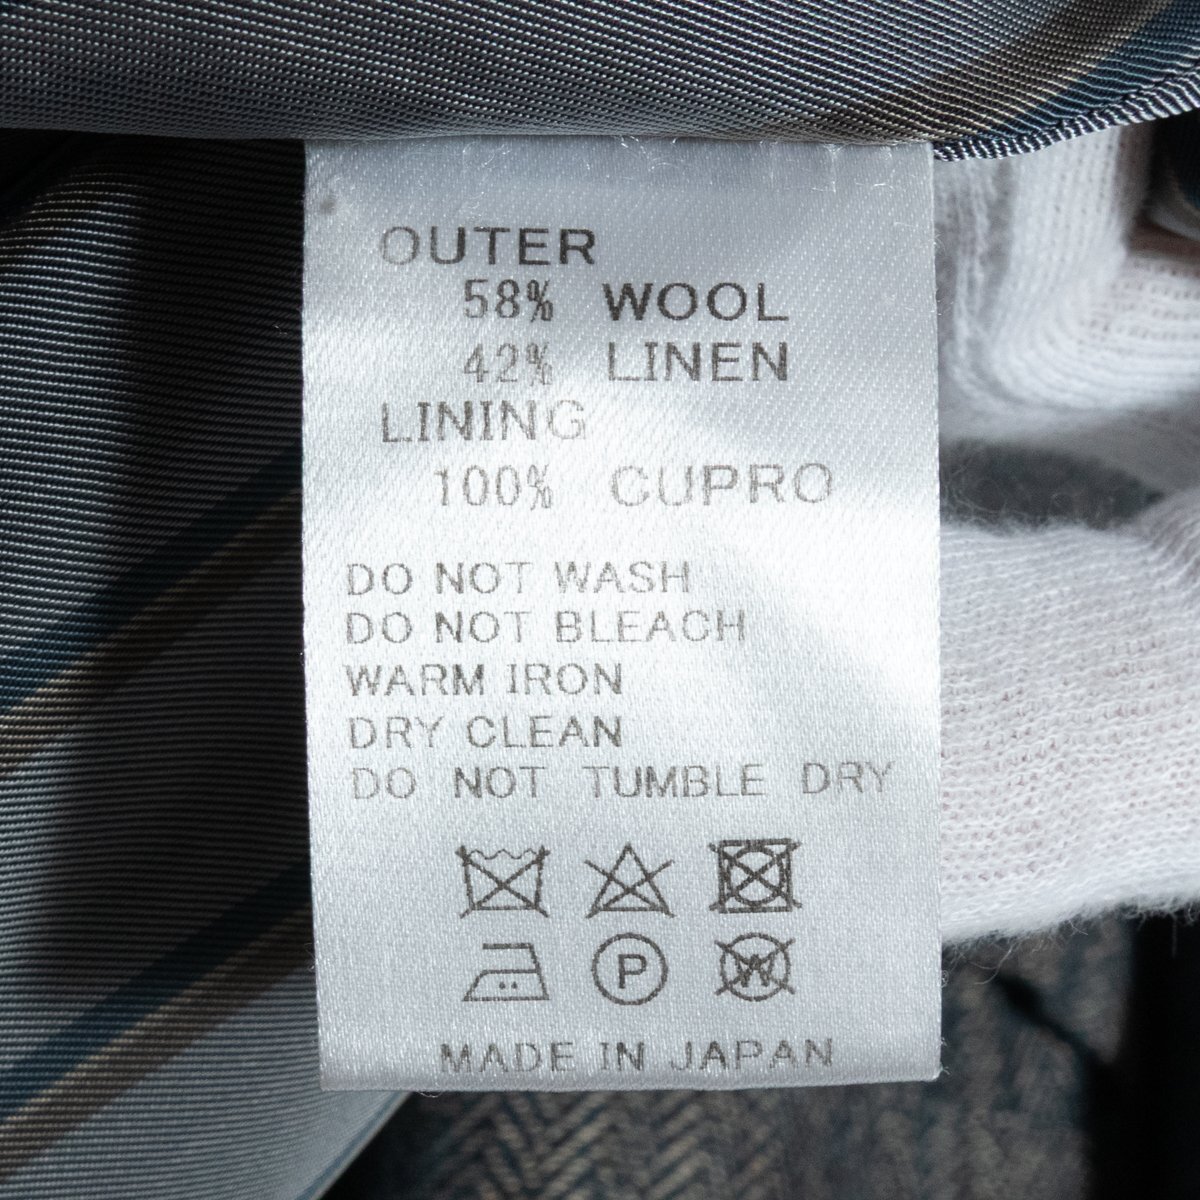 OUTER
58% WOOL
42% LINEN
LINING
100% CUPRO
DO NOT WASH
DO NOT BLEACH
WARM IRON
DRY CLEAN
DO NOT TUMBLE DRY
P W
MADE IN JAPAN